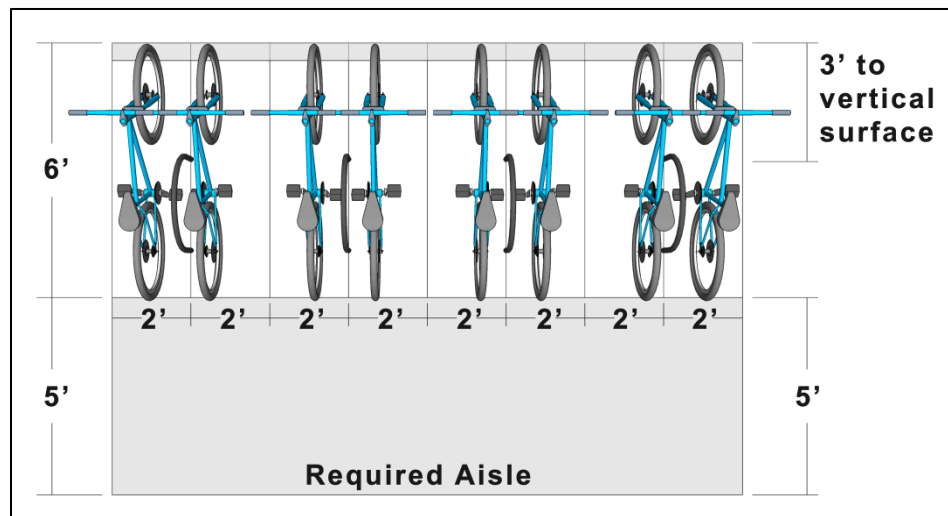 3’ to
vertical
surface
6’
2’ 2’ 2’ 2’ 2’ 2’ 2’ 2’
5’ 5’
Required Aisle